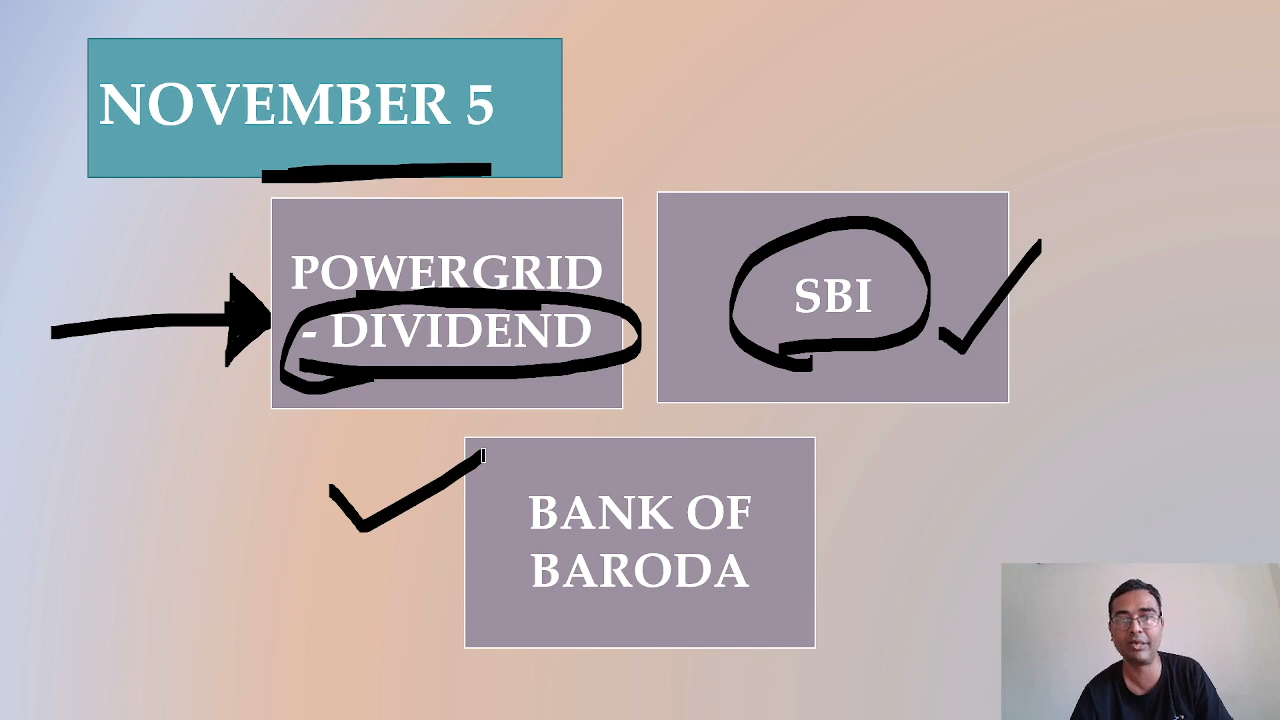 NOVEMBER 5
POWERGRID
- DIVIDEND
SBI
BANK OF
BARODA